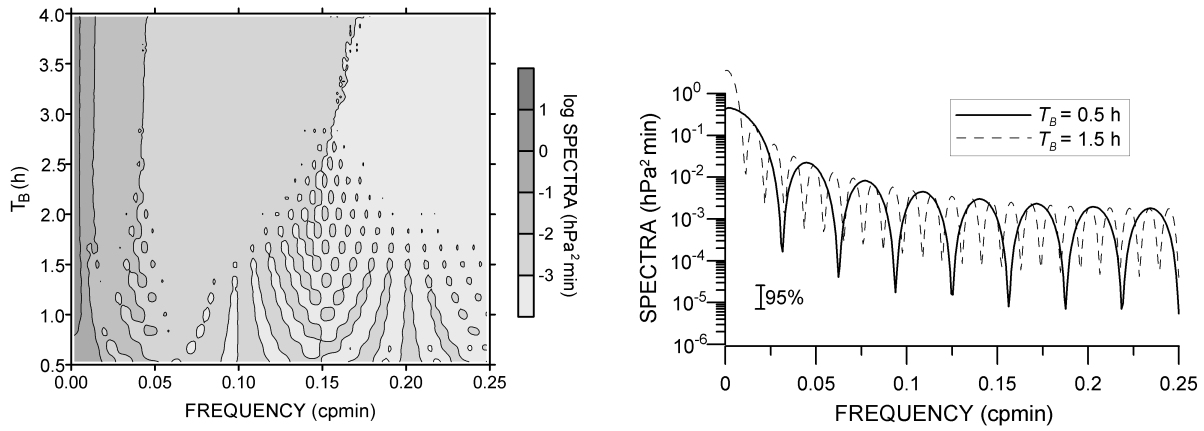 4.0
3.5
3.0
2.5
2.0
1.5
1.0
0.5
T_B (h)
0.00 0.05 0.10 0.15 0.20 0.25
FREQUENCY (cpmin)
1
0
-1
-2
-3
log SPECTRA (hPa² min)
10⁰
10⁻¹
10⁻²
10⁻³
10⁻⁴
10⁻⁵
10⁻⁶
SPECTRA (hPa² min)
T_B = 0.5 h
T_B = 1.5 h
95%
0 0.05 0.1 0.15 0.2 0.25
FREQUENCY (cpmin)